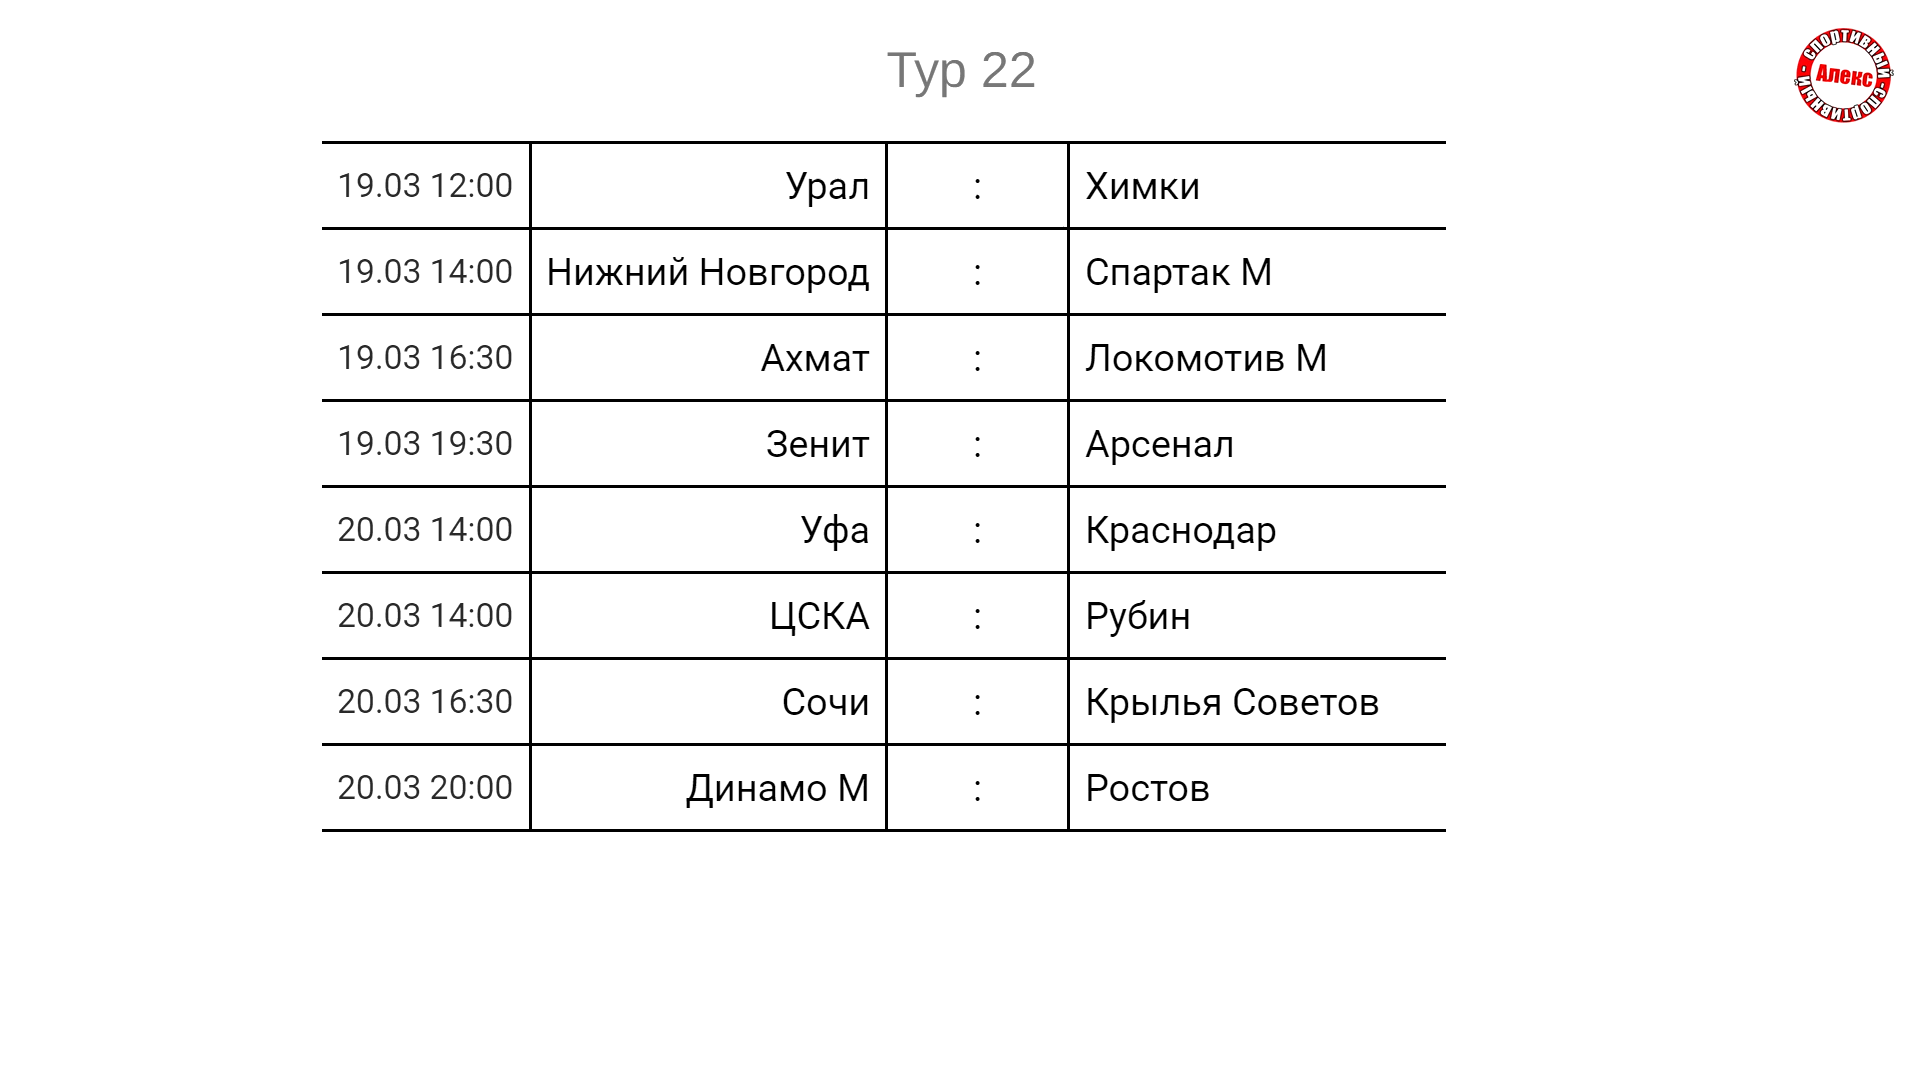 Тур 22
СПОРТИВНЫЙ СПОРТИВНЫЙ
Алекс
19.03 12:00 Урал : Химки
19.03 14:00 Нижний Новгород : Спартак М
19.03 16:30 Ахмат : Локомотив М
19.03 19:30 Зенит : Арсенал
20.03 14:00 Уфа : Краснодар
20.03 14:00 ЦСКА : Рубин
20.03 16:30 Сочи : Крылья Советов
20.03 20:00 Динамо М : Ростов